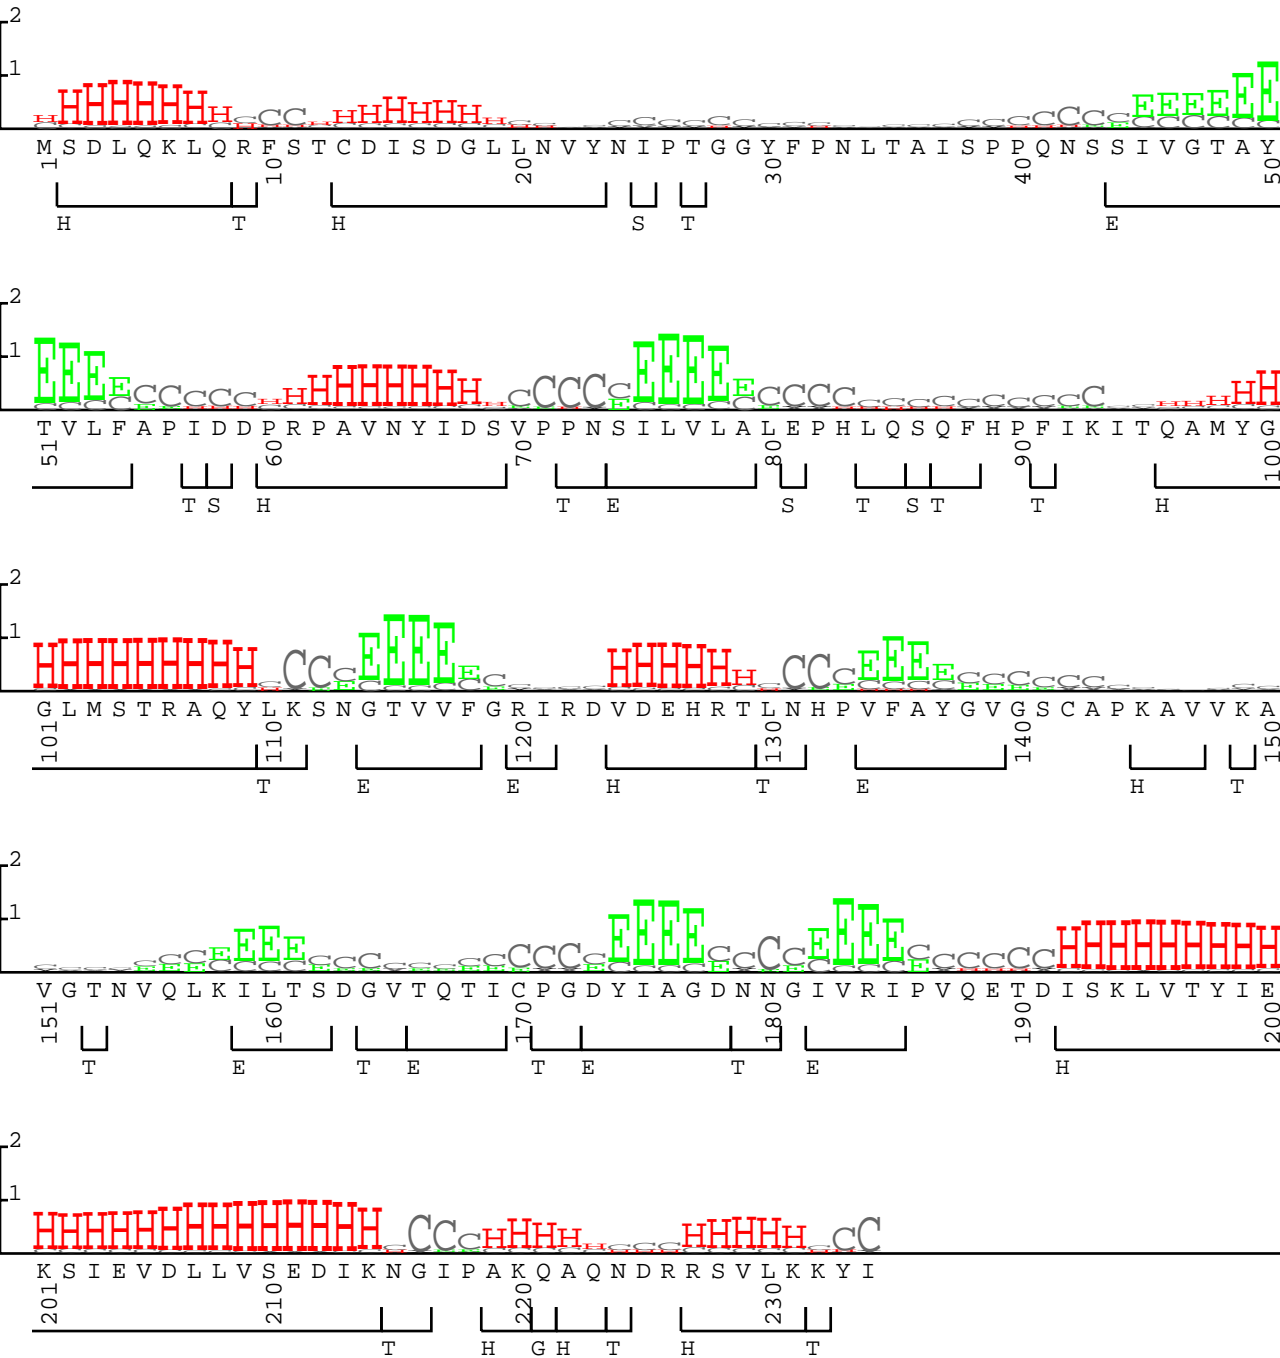 2
1
H H H H H H H H C C C H H H H H H H C C C C C E E E E E E
M S D L Q K L Q R F S T C D I S D G L L N V Y N I P T G G Y F P N L T A I S P P Q N S S I V G T A Y
1 10 20 30 40 50
H T H S T E
2
1
E E E E C C C C C H H H H H H H H C C C C C E E E E E C C C C C H H
T V L F A P I D D P R P A V N Y I D S V P P N S I L V L A L E P H L Q S Q F H P F I K I T Q A M Y G
51 60 70 80 90 100
T S H T E S T S T T H
2
1
H H H H H H H H H C C C E E E E E H H H H H H C C C E E E E C C C
G L M S T R A Q Y L K S N G T V V F G R I R D V D E H R T L N H P V F A Y G V G S C A P K A V V K A
101 110 120 130 140 150
T E E H T E H T
2
1
E E E E C C C C C C E E E E C C C C E E E E C C C C C C H H H H H H H H H
V G T N V Q L K I L T S D G V T Q T I C P G D Y I A G D N N G I V R I P V Q E T D I S K L V T Y I E
151 160 170 180 190 200
T E T E T E T E H
2
1
H H H H H H H H H H H H H H C C C H H H H H H H H H C C
K S I E V D L L V S E D I K N G I P A K Q A Q N D R R S V L K K Y I
201 210 220 230
T H G H T H T